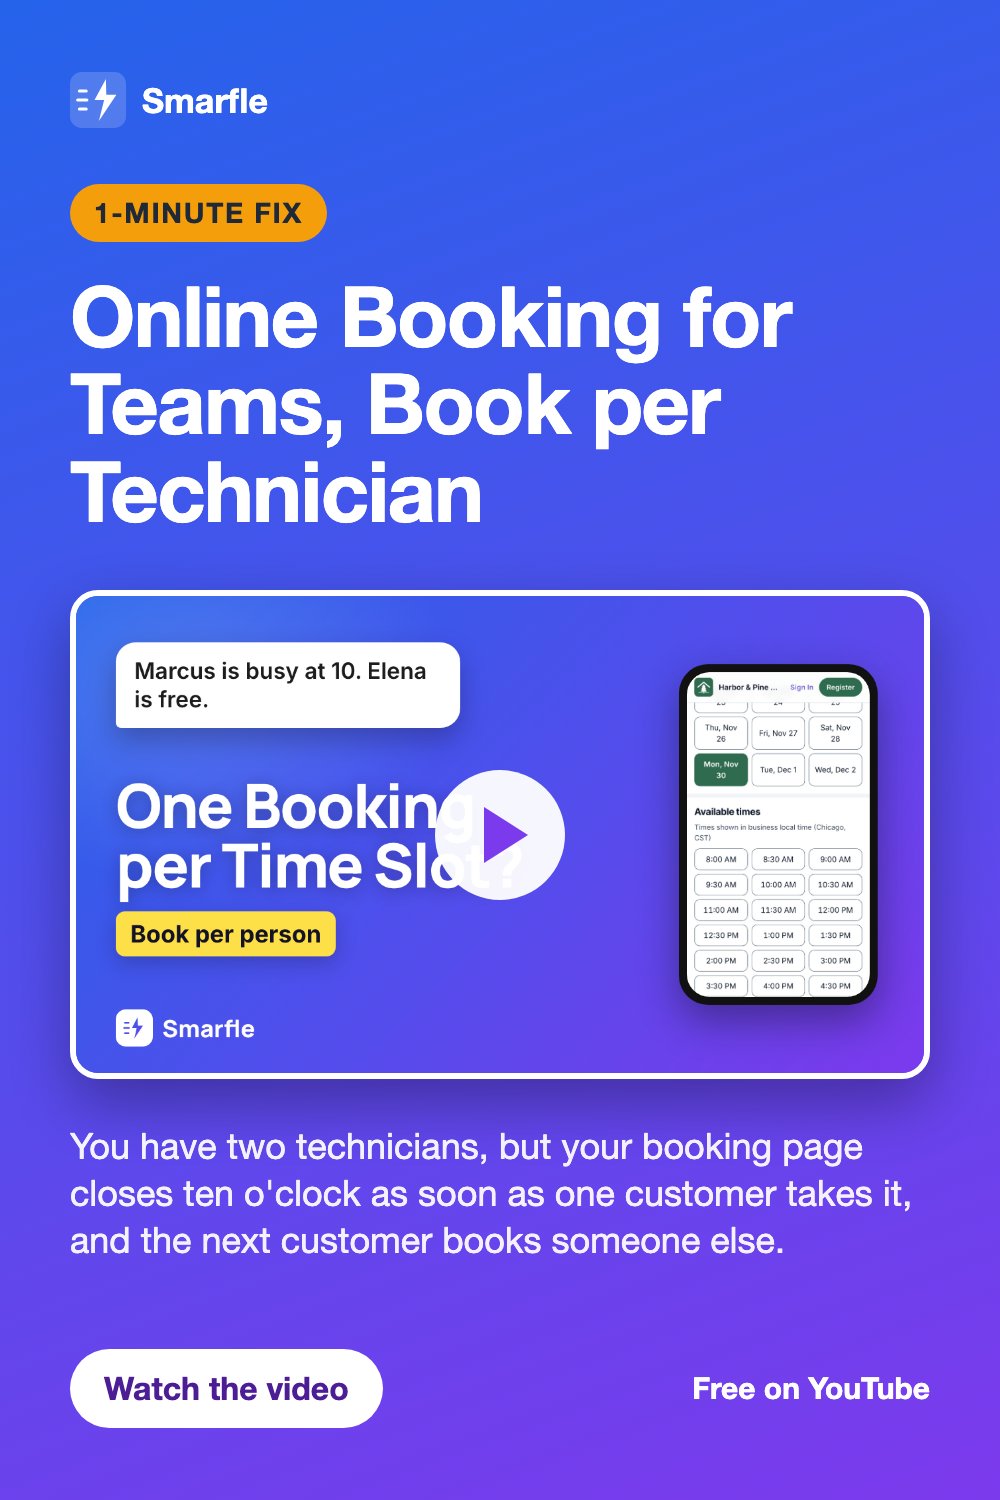 Smarfle
1-MINUTE FIX
Online Booking for
Teams, Book per
Technician
Marcus is busy at 10. Elena
is free.
One Booking
per Time Slot?
Book per person
Smarfle
Harbor & Pine ...
Sign In
Register
Thu, Nov
26
Fri, Nov 27
Sat, Nov
28
Mon, Nov
30
Tue, Dec 1
Wed, Dec 2
Available times
Times shown in business local time (Chicago,
CST)
8:00 AM 8:30 AM 9:00 AM
9:30 AM 10:00 AM 10:30 AM
11:00 AM 11:30 AM 12:00 PM
12:30 PM 1:00 PM 1:30 PM
2:00 PM 2:30 PM 3:00 PM
3:30 PM 4:00 PM 4:30 PM
You have two technicians, but your booking page
closes ten o'clock as soon as one customer takes it,
and the next customer books someone else.
Watch the video
Free on YouTube